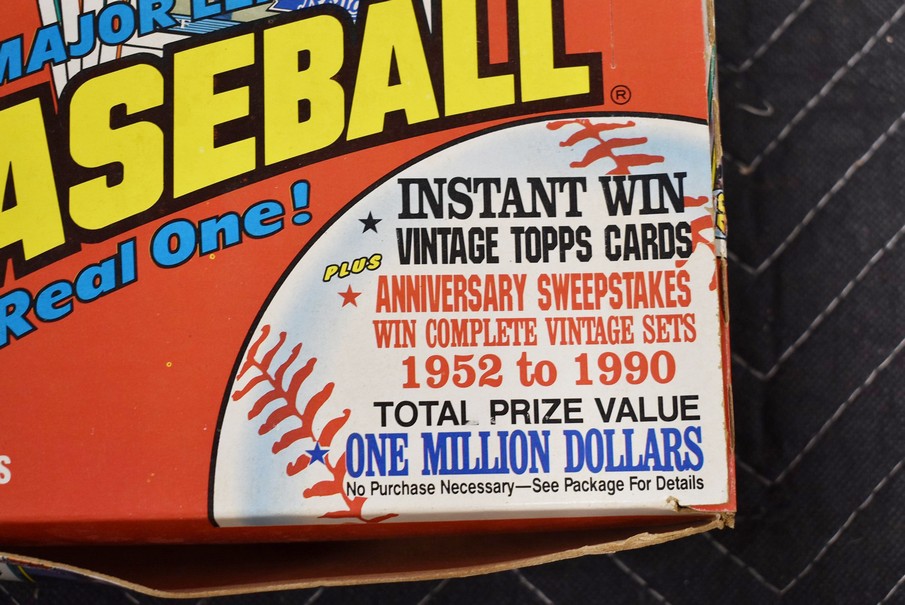 MAJOR LE
ASEBALL®
Real One!
INSTANT WIN
VINTAGE TOPPS CARDS
PLUS
ANNIVERSARY SWEEPSTAKES
WIN COMPLETE VINTAGE SETS
1952 to 1990
TOTAL PRIZE VALUE
ONE MILLION DOLLARS
No Purchase Necessary—See Package For Details
S